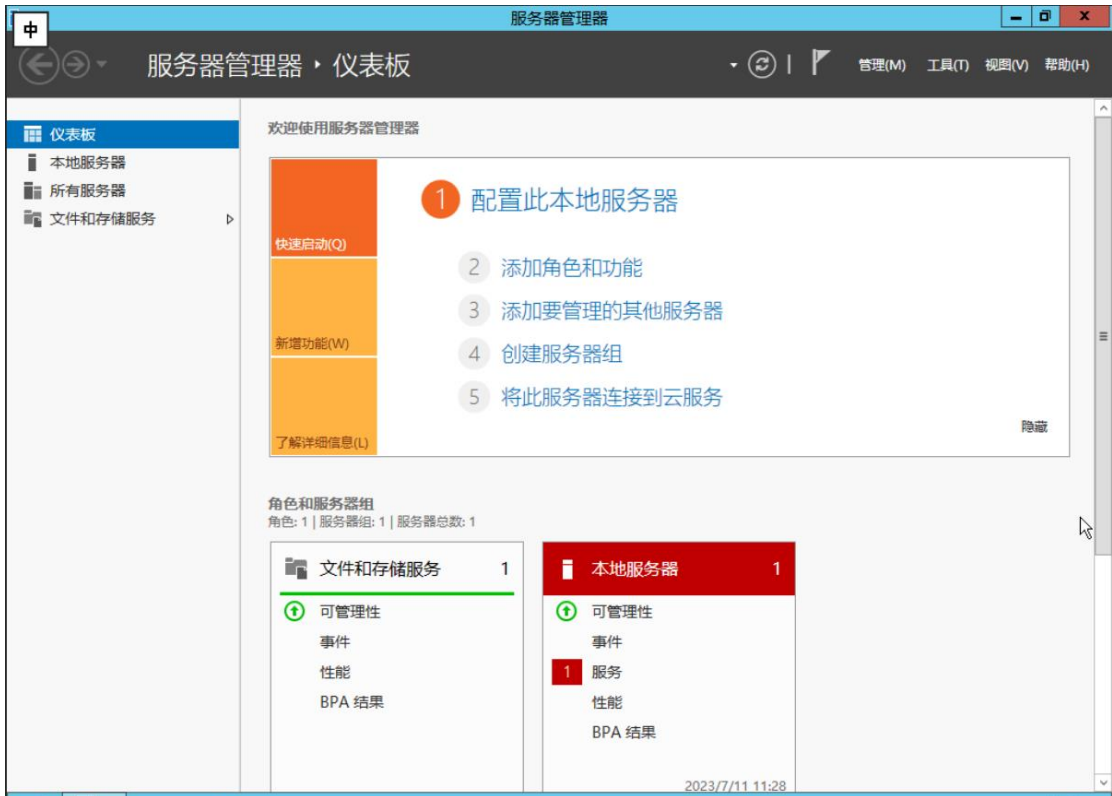 中
服务器管理器
服务器管理器 · 仪表板
管理(M) 工具(T) 视图(V) 帮助(H)
仪表板
本地服务器
所有服务器
文件和存储服务
欢迎使用服务器管理器
快速启动(Q)
新增功能(W)
了解详细信息(L)
1 配置此本地服务器
2 添加角色和功能
3 添加要管理的其他服务器
4 创建服务器组
5 将此服务器连接到云服务
隐藏
角色和服务器组
角色: 1 | 服务器组: 1 | 服务器总数: 1
文件和存储服务 1
可管理性
事件
性能
BPA 结果
本地服务器 1
可管理性
事件
1 服务
性能
BPA 结果
2023/7/11 11:28